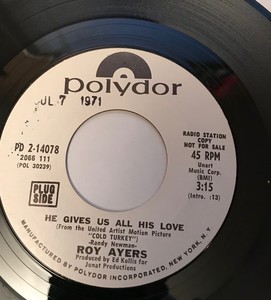 polydor
JUL 7 1971
PD 2-14078
2066 111
(POL 30239)
RADIO STATION
COPY
NOT FOR SALE
45 RPM
Unart
Music Corp.
(BMI)
3:15
(Intro. :13)
PLUG
SIDE
HE GIVES US ALL HIS LOVE
(From the United Artist Motion Picture
"COLD TURKEY")
-Randy Newman-
ROY AYERS
Produced by Ed Kollis for
Jonat Productions
MANUFACTURED BY POLYDOR INCORPORATED, NEW YORK, N.Y.